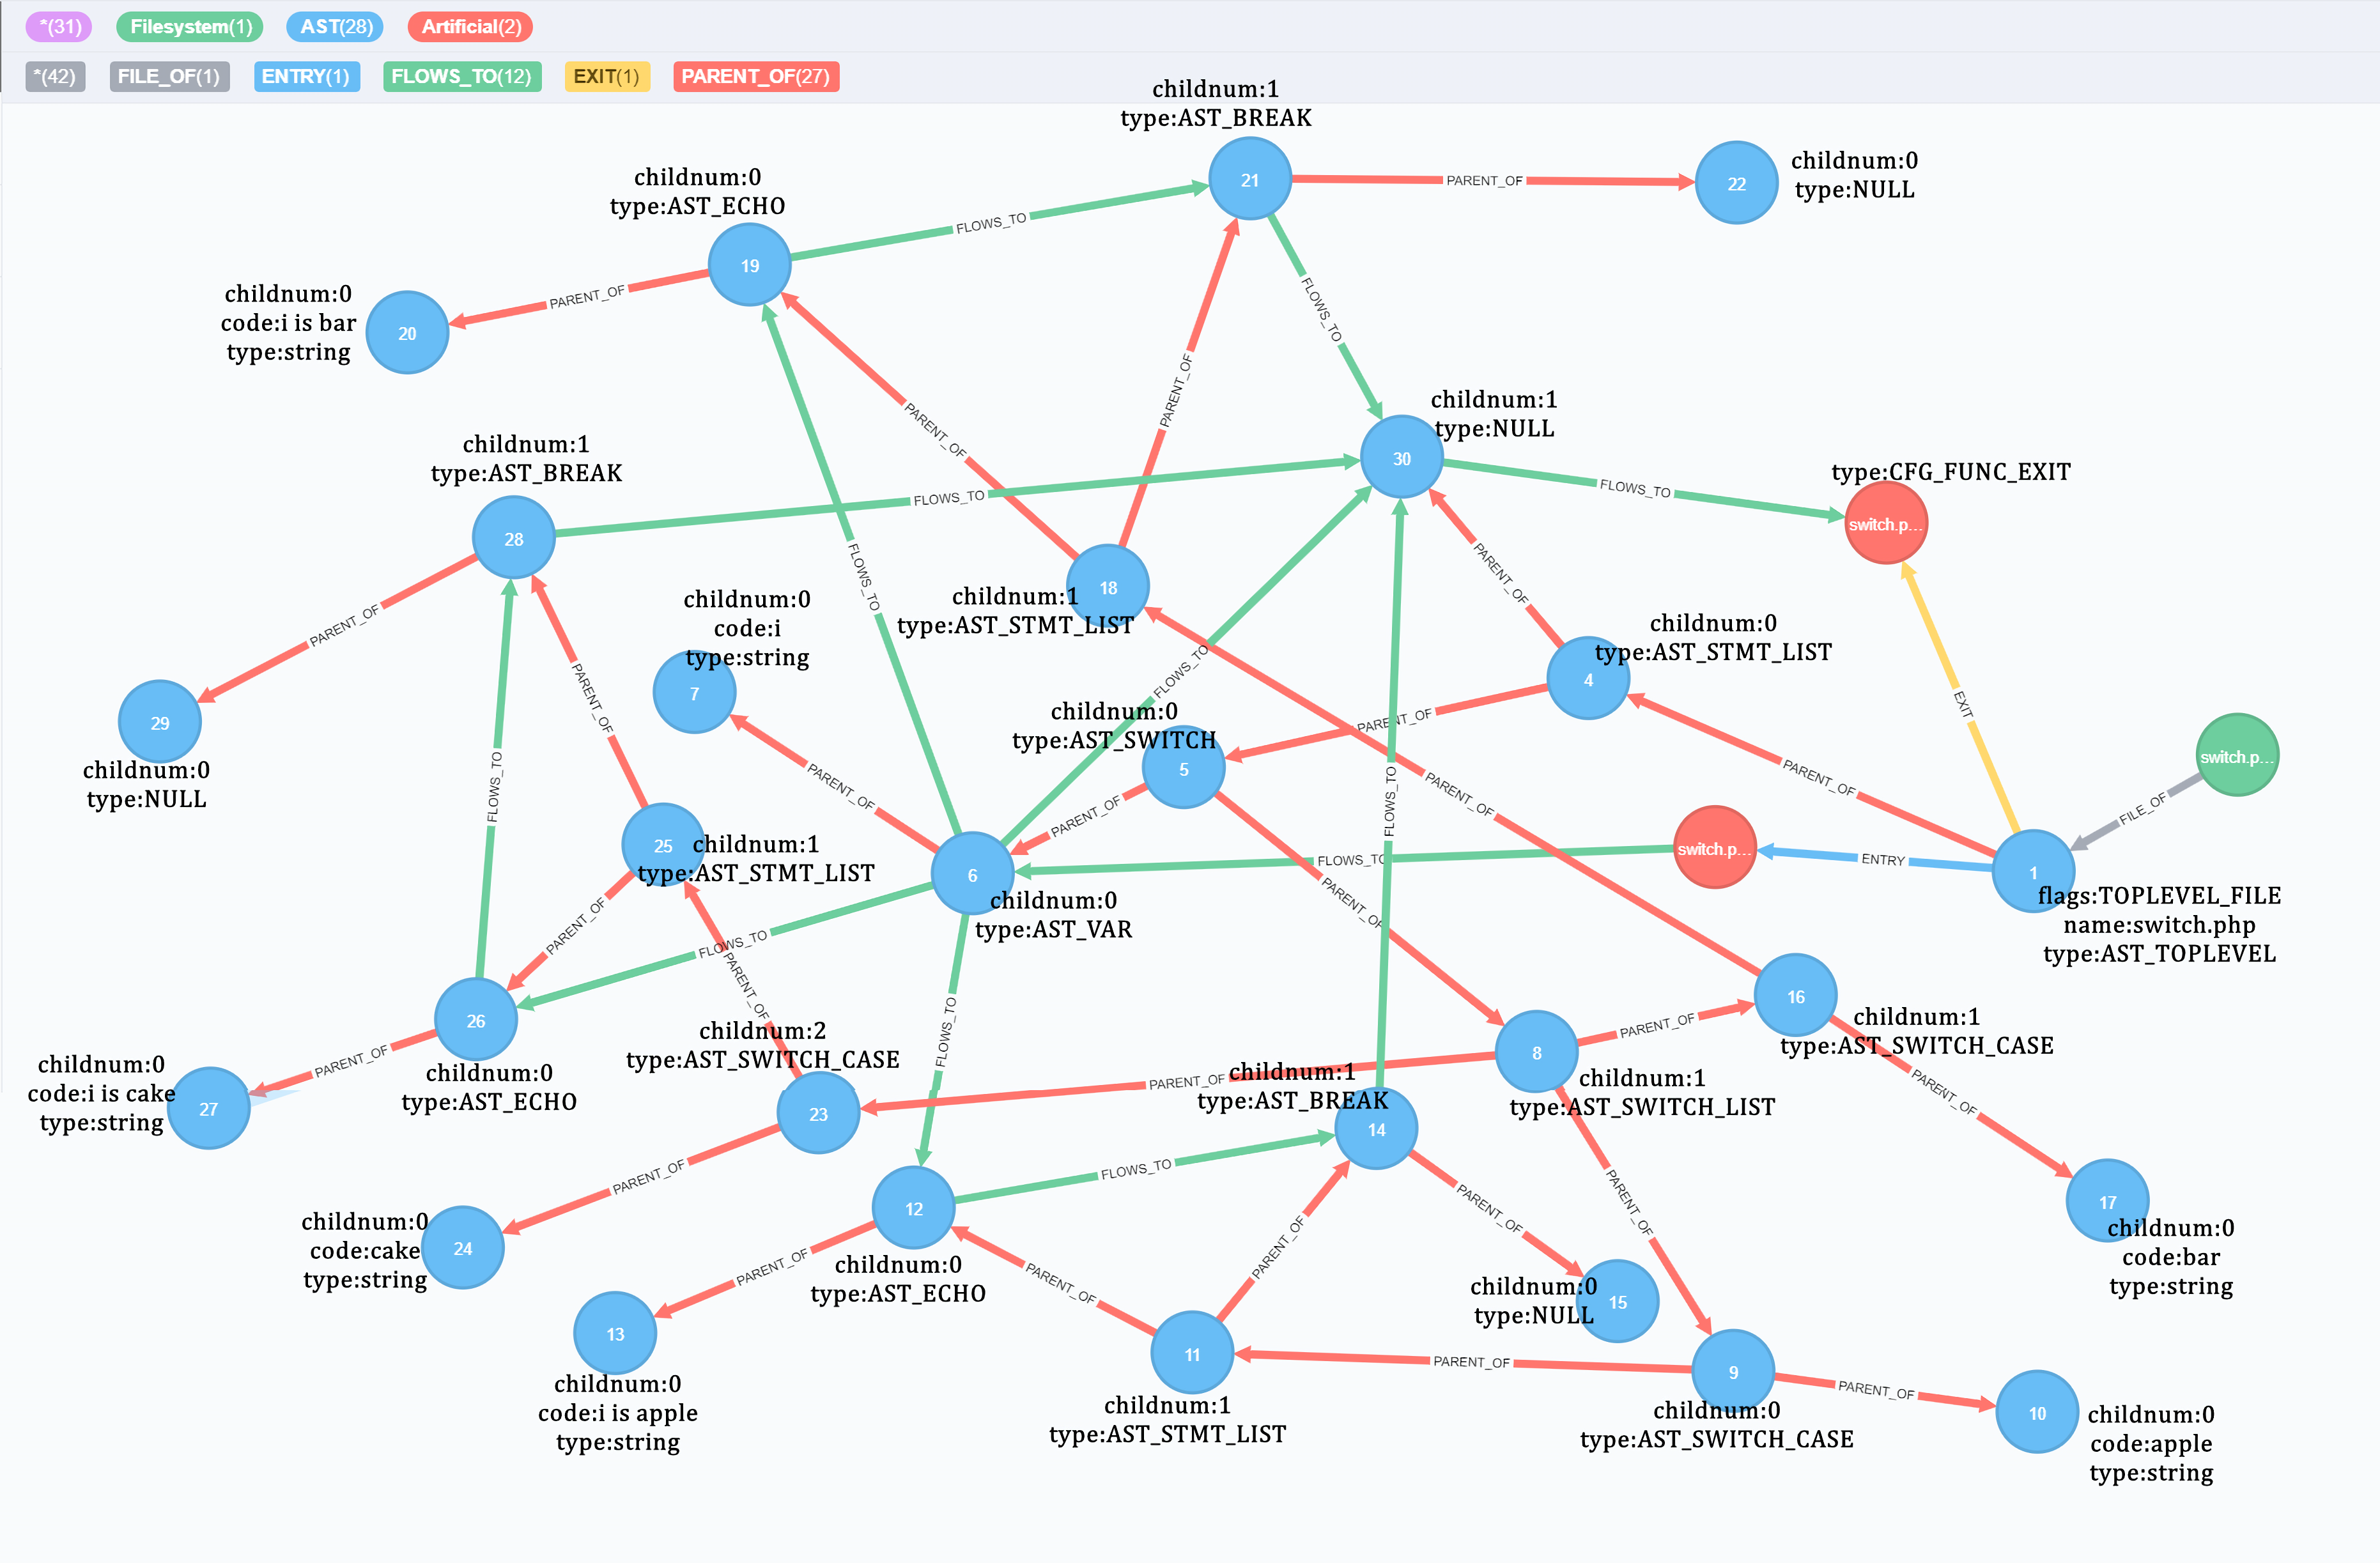 *(31) Filesystem(1) AST(28) Artificial(2)
*(42) FILE_OF(1) ENTRY(1) FLOWS_TO(12) EXIT(1) PARENT_OF(27)
childnum:1
type:AST_BREAK
21
PARENT_OF
22
childnum:0
type:NULL
childnum:0
type:AST_ECHO
19
FLOWS_TO
PARENT_OF
childnum:0
code:i is bar
type:string
20
FLOWS_TO
PARENT_OF
PARENT_OF
childnum:1
type:NULL
30
FLOWS_TO
type:CFG_FUNC_EXIT
switch.p...
childnum:1
type:AST_BREAK
28
FLOWS_TO
FLOWS_TO
PARENT_OF
18
childnum:1
type:AST_STMT_LIST
childnum:0
code:i
type:string
7
PARENT_OF
PARENT_OF
29
childnum:0
type:NULL
FLOWS_TO
childnum:0
type:AST_STMT_LIST
4
PARENT_OF
childnum:0
type:AST_SWITCH
5
EXIT
switch.p...
FILE_OF
PARENT_OF
PARENT_OF
FLOWS_TO
FLOWS_TO
PARENT_OF
PARENT_OF
25
childnum:1
type:AST_STMT_LIST
6
childnum:0
type:AST_VAR
FLOWS_TO
switch.p...
ENTRY
1
flags:TOPLEVEL_FILE
name:switch.php
type:AST_TOPLEVEL
PARENT_OF
PARENT_OF
FLOWS_TO
PARENT_OF
FLOWS_TO
26
childnum:0
type:AST_ECHO
PARENT_OF
childnum:0
code:i is cake
type:string
27
childnum:2
type:AST_SWITCH_CASE
23
PARENT_OF
childnum:1
type:AST_BREAK
14
8
childnum:1
type:AST_SWITCH_LIST
PARENT_OF
16
childnum:1
type:AST_SWITCH_CASE
PARENT_OF
17
childnum:0
code:bar
type:string
PARENT_OF
childnum:0
code:cake
type:string
24
12
childnum:0
type:AST_ECHO
FLOWS_TO
PARENT_OF
PARENT_OF
PARENT_OF
PARENT_OF
PARENT_OF
childnum:0
type:NULL
15
13
childnum:0
code:i is apple
type:string
11
childnum:1
type:AST_STMT_LIST
PARENT_OF
9
childnum:0
type:AST_SWITCH_CASE
PARENT_OF
10
childnum:0
code:apple
type:string